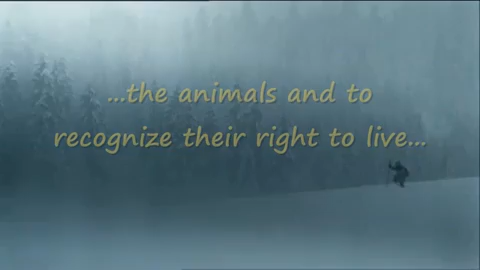 ...the animals and to
recognize their right to live...